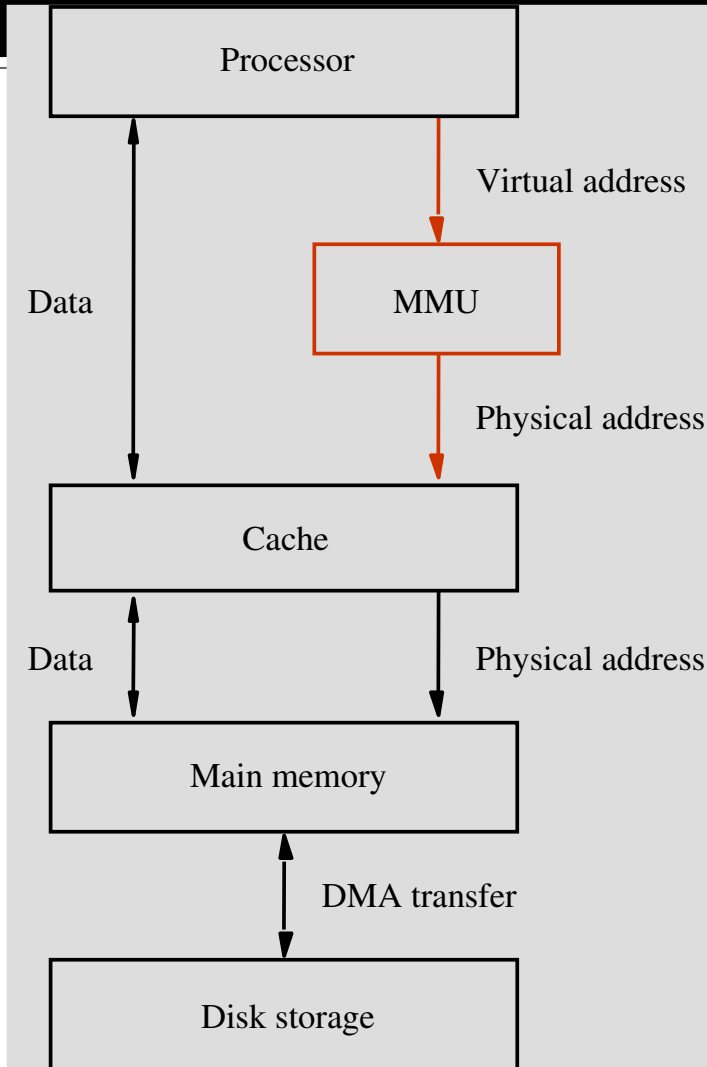 Processor
Virtual address
Data
MMU
Physical address
Cache
Data
Physical address
Main memory
DMA transfer
Disk storage